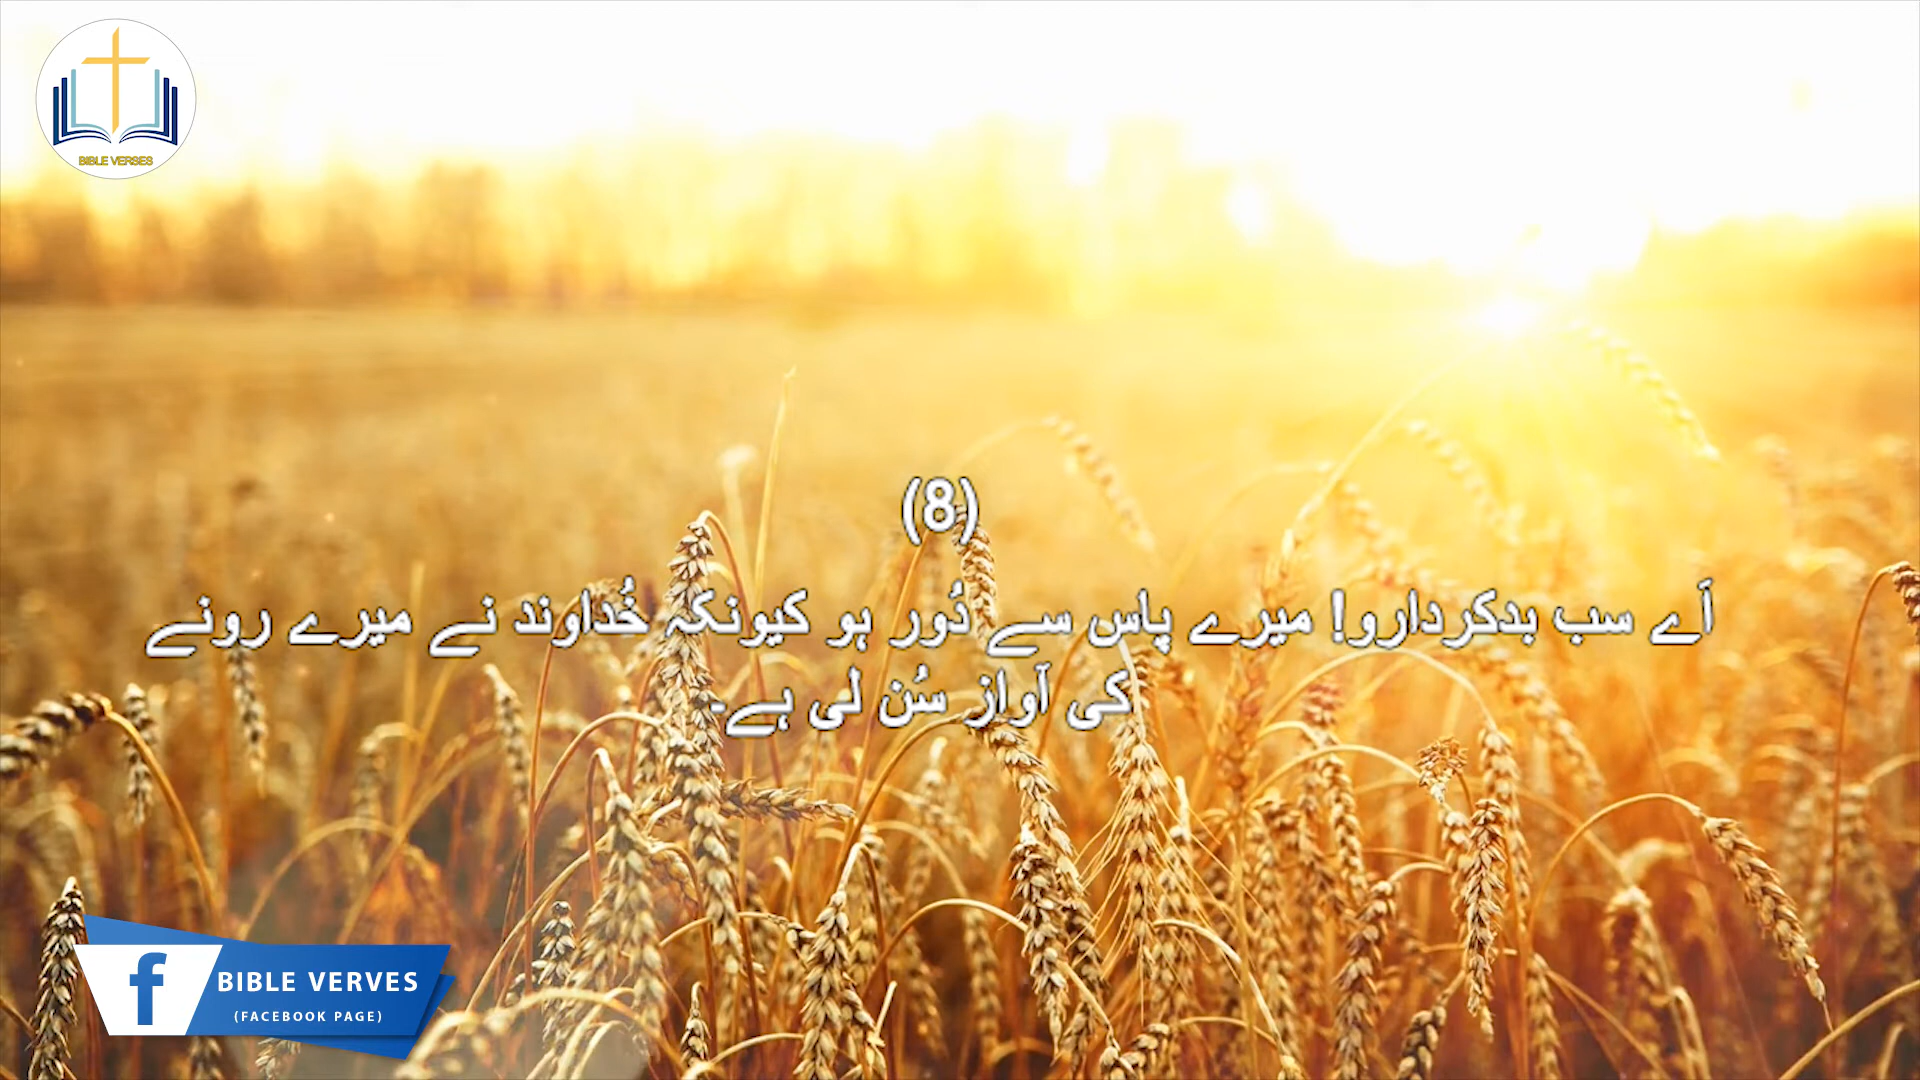 BIBLE VERSES
(8)
اَے سب بدکردارو! میرے پاس سے دُور ہو کیونکہ خُداوند نے میرے رونے
کی آواز سُن لی ہے۔
f
BIBLE VERVES
(FACEBOOK PAGE)